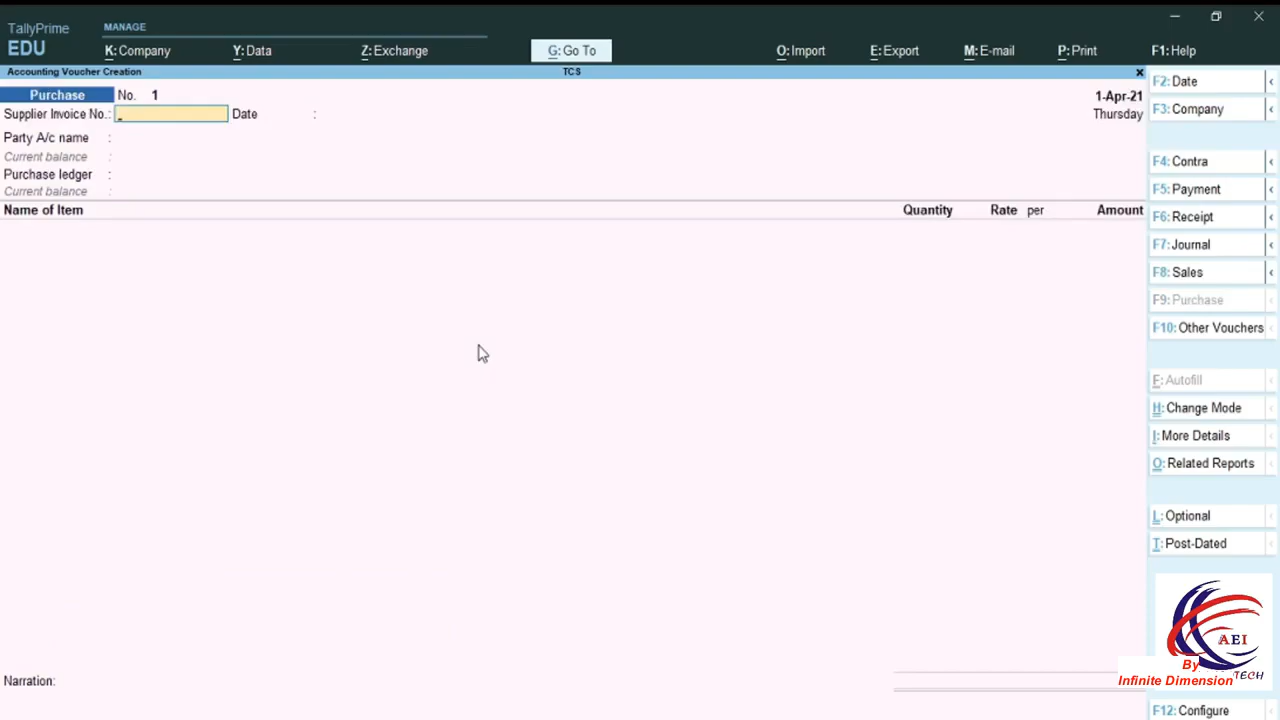 TallyPrime
EDU
MANAGE
K: Company
Y: Data
Z: Exchange
G: Go To
O: Import
E: Export
M: E-mail
P: Print
F1: Help
Accounting Voucher Creation
TCS
Purchase No. 1
1-Apr-21
Supplier Invoice No.: Date :
Thursday
Party A/c name :
Current balance :
Purchase ledger :
Current balance :
Name of Item Quantity Rate per Amount
Narration:
F2: Date
F3: Company
F4: Contra
F5: Payment
F6: Receipt
F7: Journal
F8: Sales
F9: Purchase
F10: Other Vouchers
F: Autofill
H: Change Mode
I: More Details
O: Related Reports
L: Optional
T: Post-Dated
AEI
TECH
By
Infinite Dimension
F12: Configure